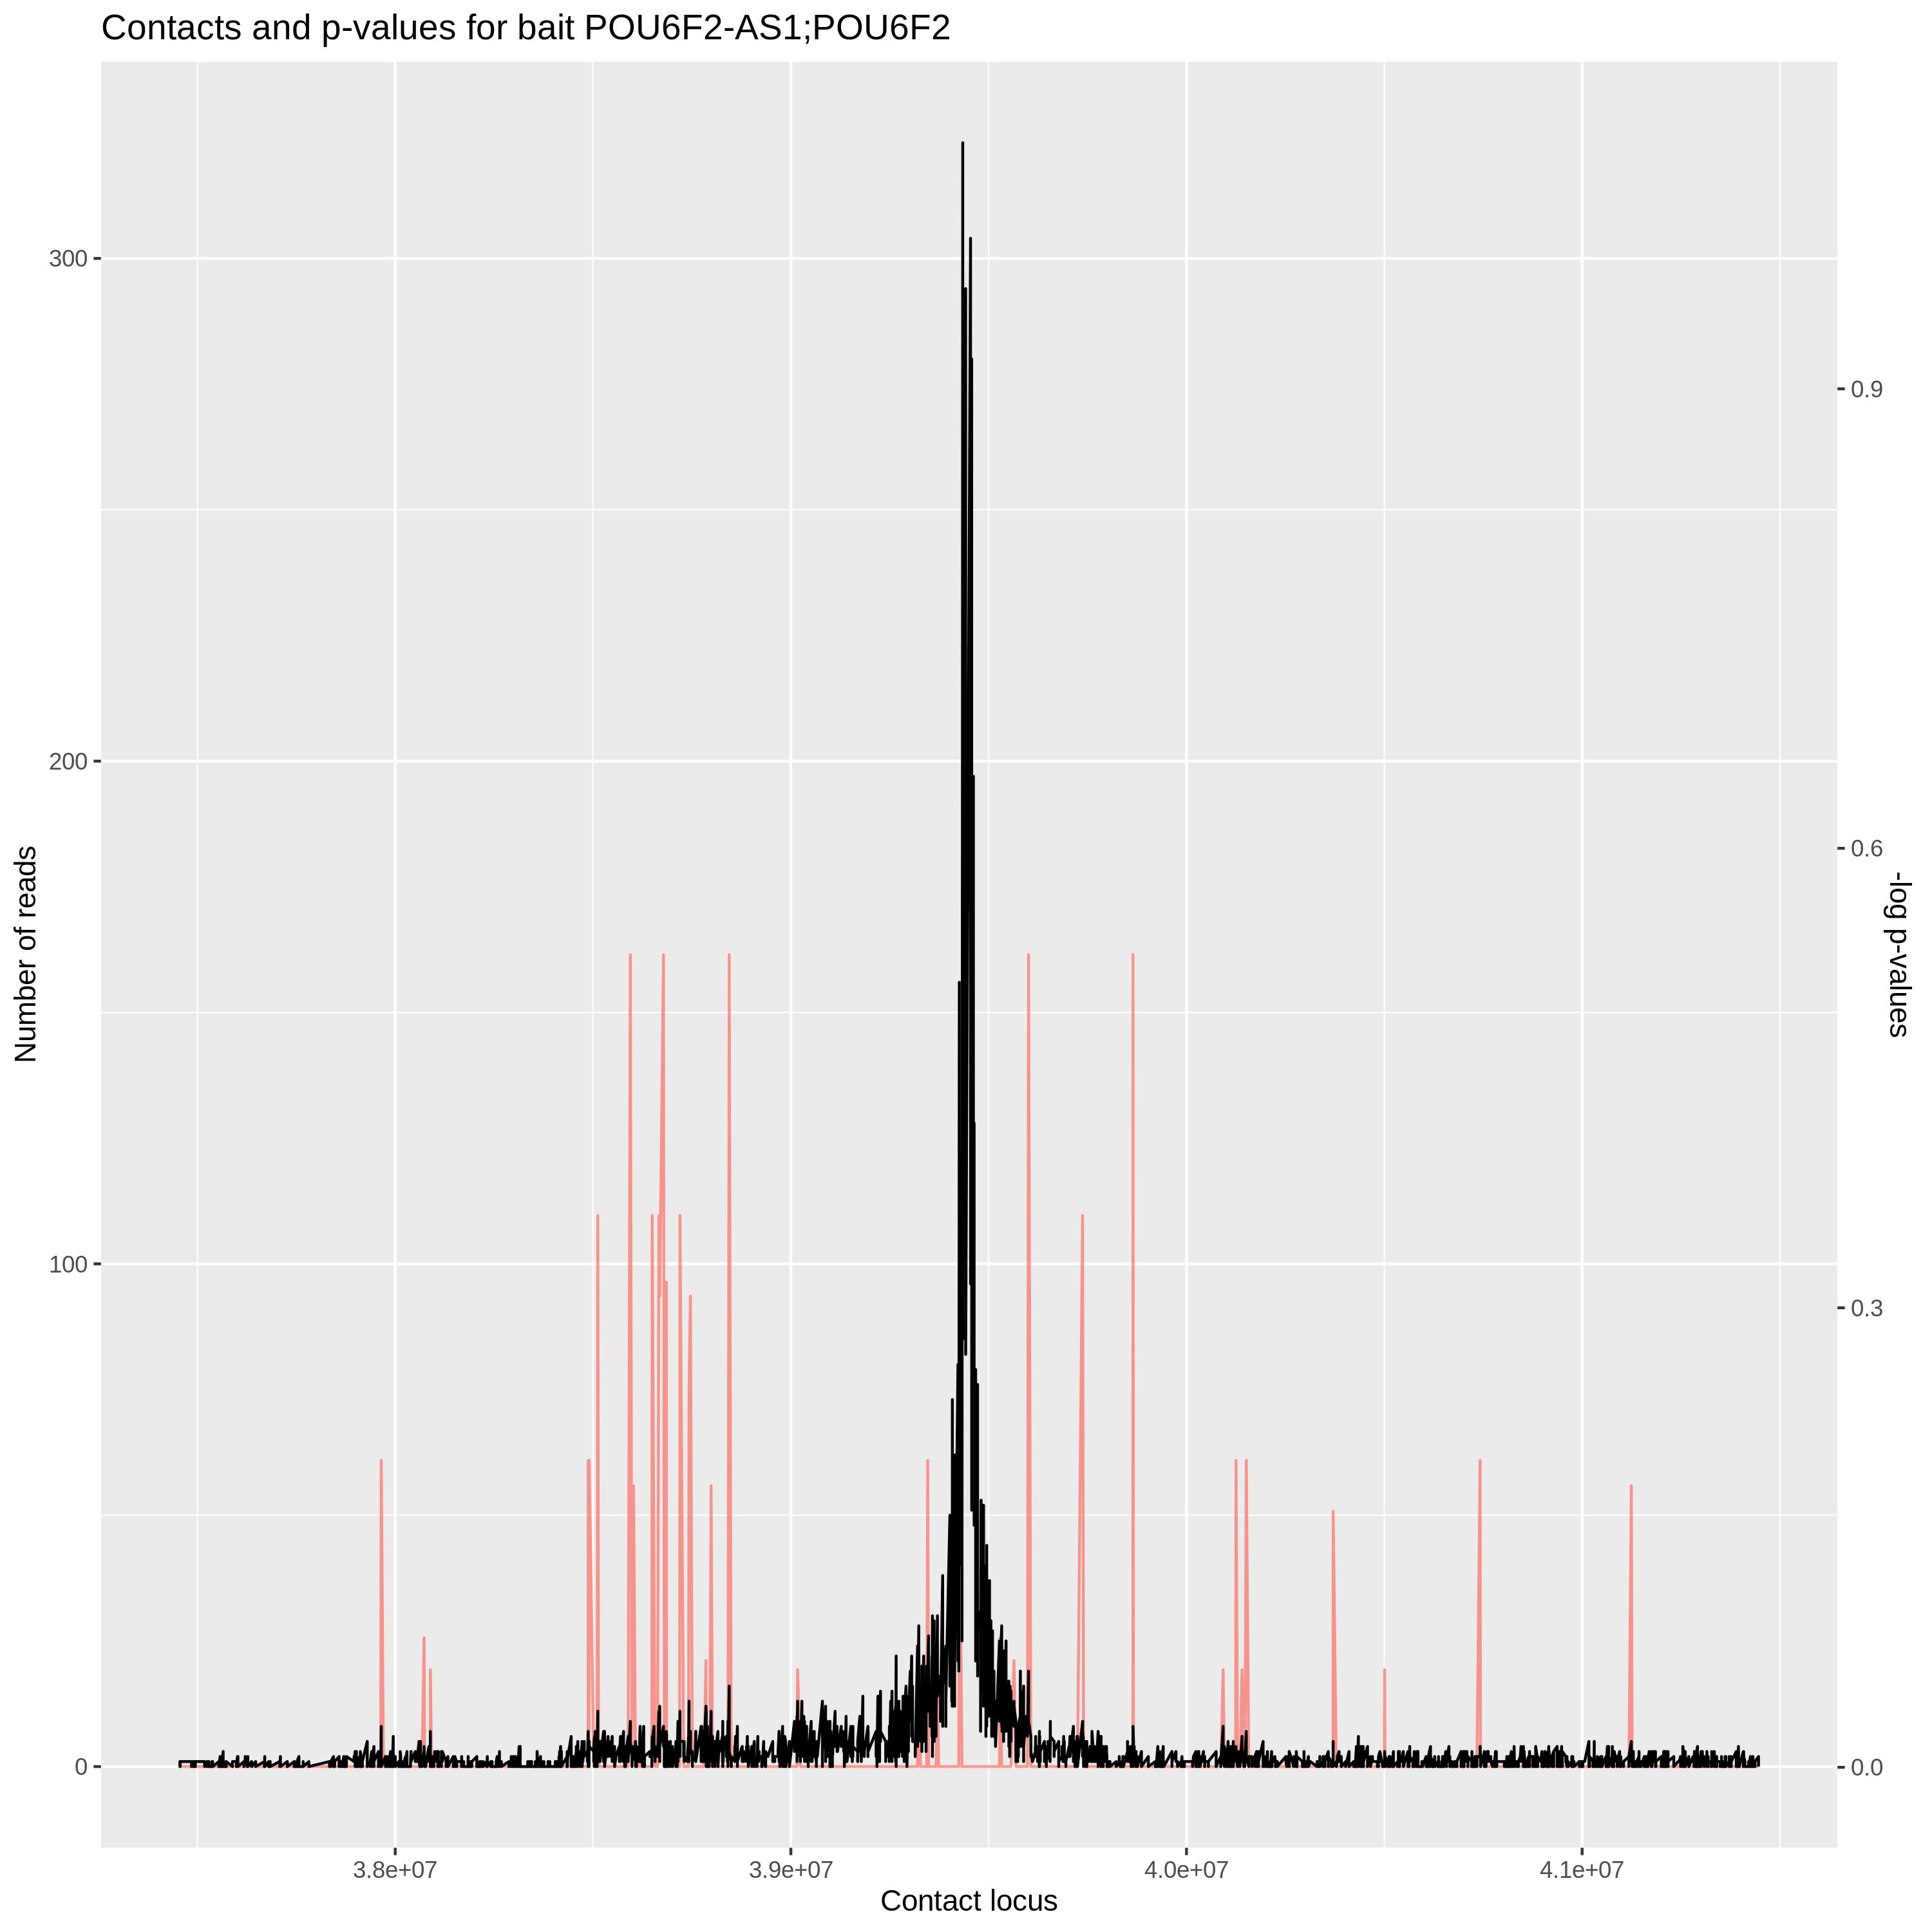 Contacts and p-values for bait POU6F2-AS1;POU6F2
300
200
100
0
Number of reads
0.9
0.6
0.3
0.0
-log p-values
3.8e+07
3.9e+07
4.0e+07
4.1e+07
Contact locus